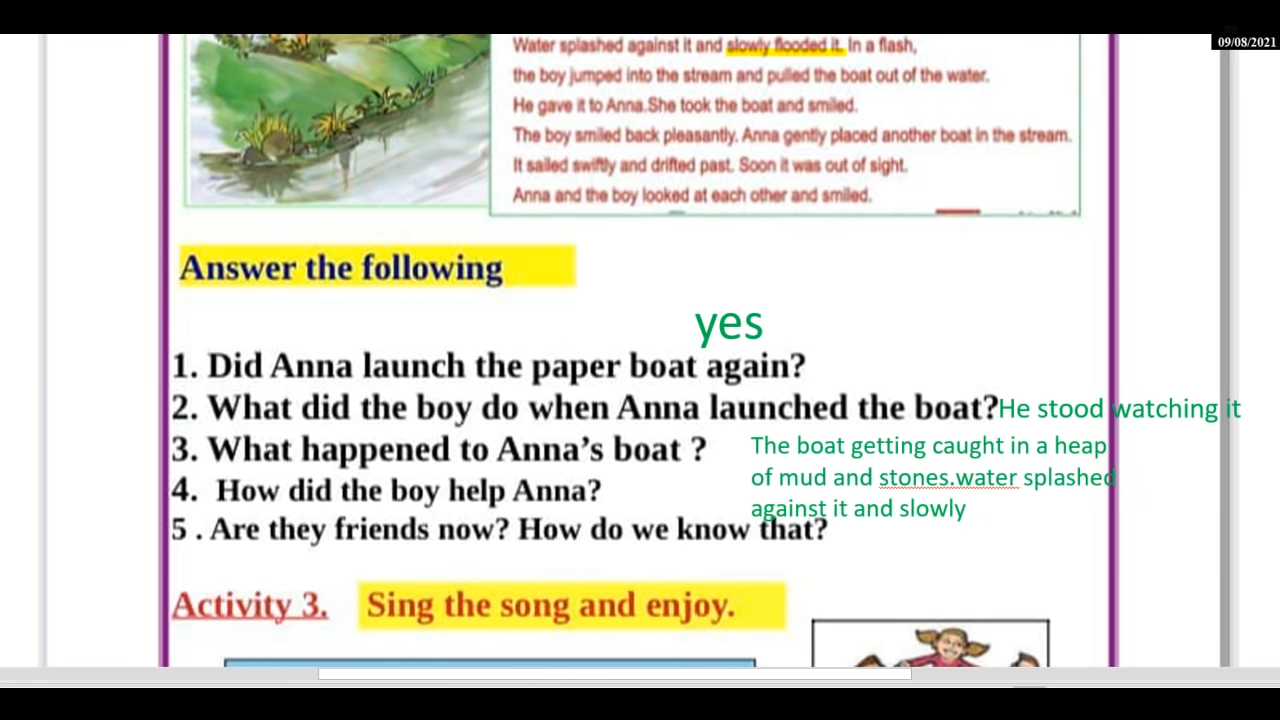 09/08/2021
Water splashed against it and slowly flooded it. In a flash,
the boy jumped into the stream and pulled the boat out of the water.
He gave it to Anna.She took the boat and smiled.
The boy smiled back pleasantly. Anna gently placed another boat in the stream.
It sailed swiftly and drifted past. Soon it was out of sight.
Anna and the boy looked at each other and smiled.
Answer the following
yes
1. Did Anna launch the paper boat again?
2. What did the boy do when Anna launched the boat? He stood watching it
3. What happened to Anna's boat ?
The boat getting caught in a heap
of mud and stones.water splashed
against it and slowly
4. How did the boy help Anna?
5 . Are they friends now? How do we know that?
Activity 3. Sing the song and enjoy.